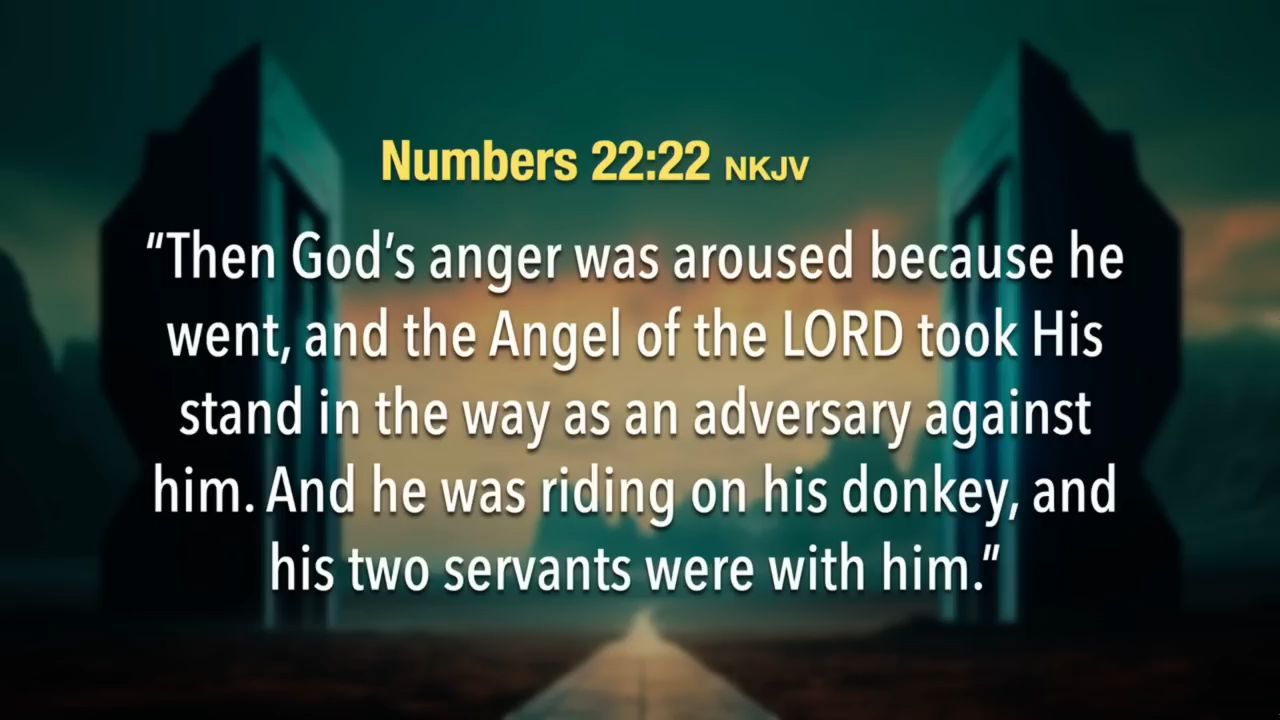 Numbers 22:22 NKJV
“Then God’s anger was aroused because he
went, and the Angel of the LORD took His
stand in the way as an adversary against
him. And he was riding on his donkey, and
his two servants were with him.”